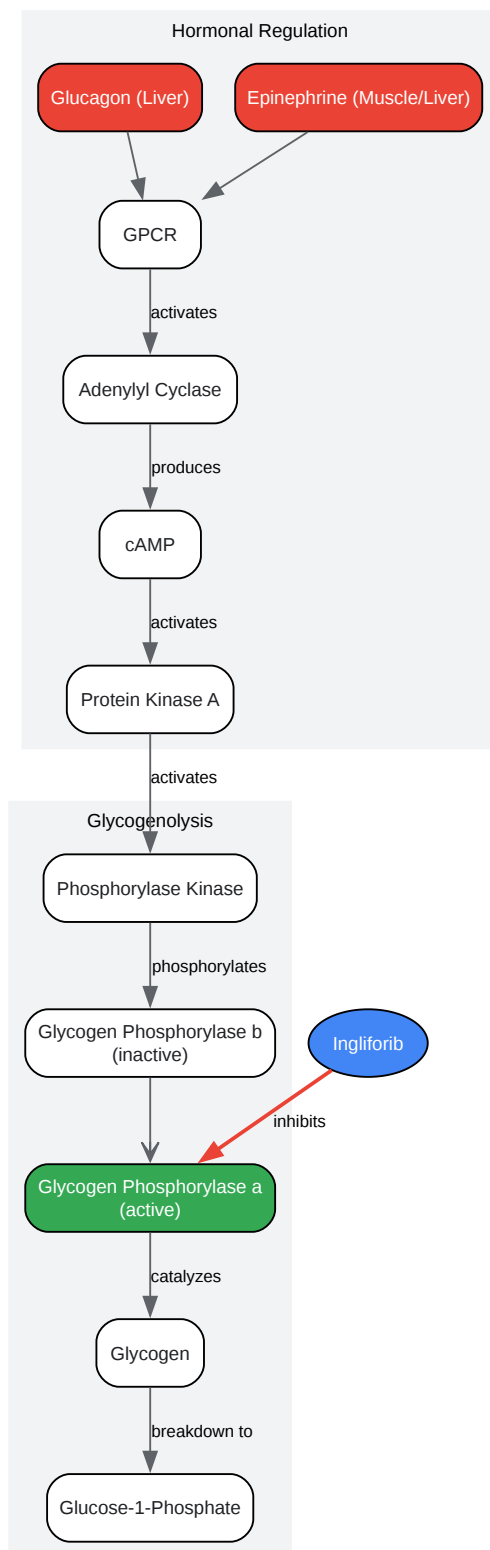 Hormonal Regulation
Glucagon (Liver)
Epinephrine (Muscle/Liver)
GPCR
activates
Adenylyl Cyclase
produces
cAMP
activates
Protein Kinase A
activates
Glycogenolysis
Phosphorylase Kinase
phosphorylates
Glycogen Phosphorylase b
(inactive)
Ingliforib
inhibits
Glycogen Phosphorylase a
(active)
catalyzes
Glycogen
breakdown to
Glucose-1-Phosphate